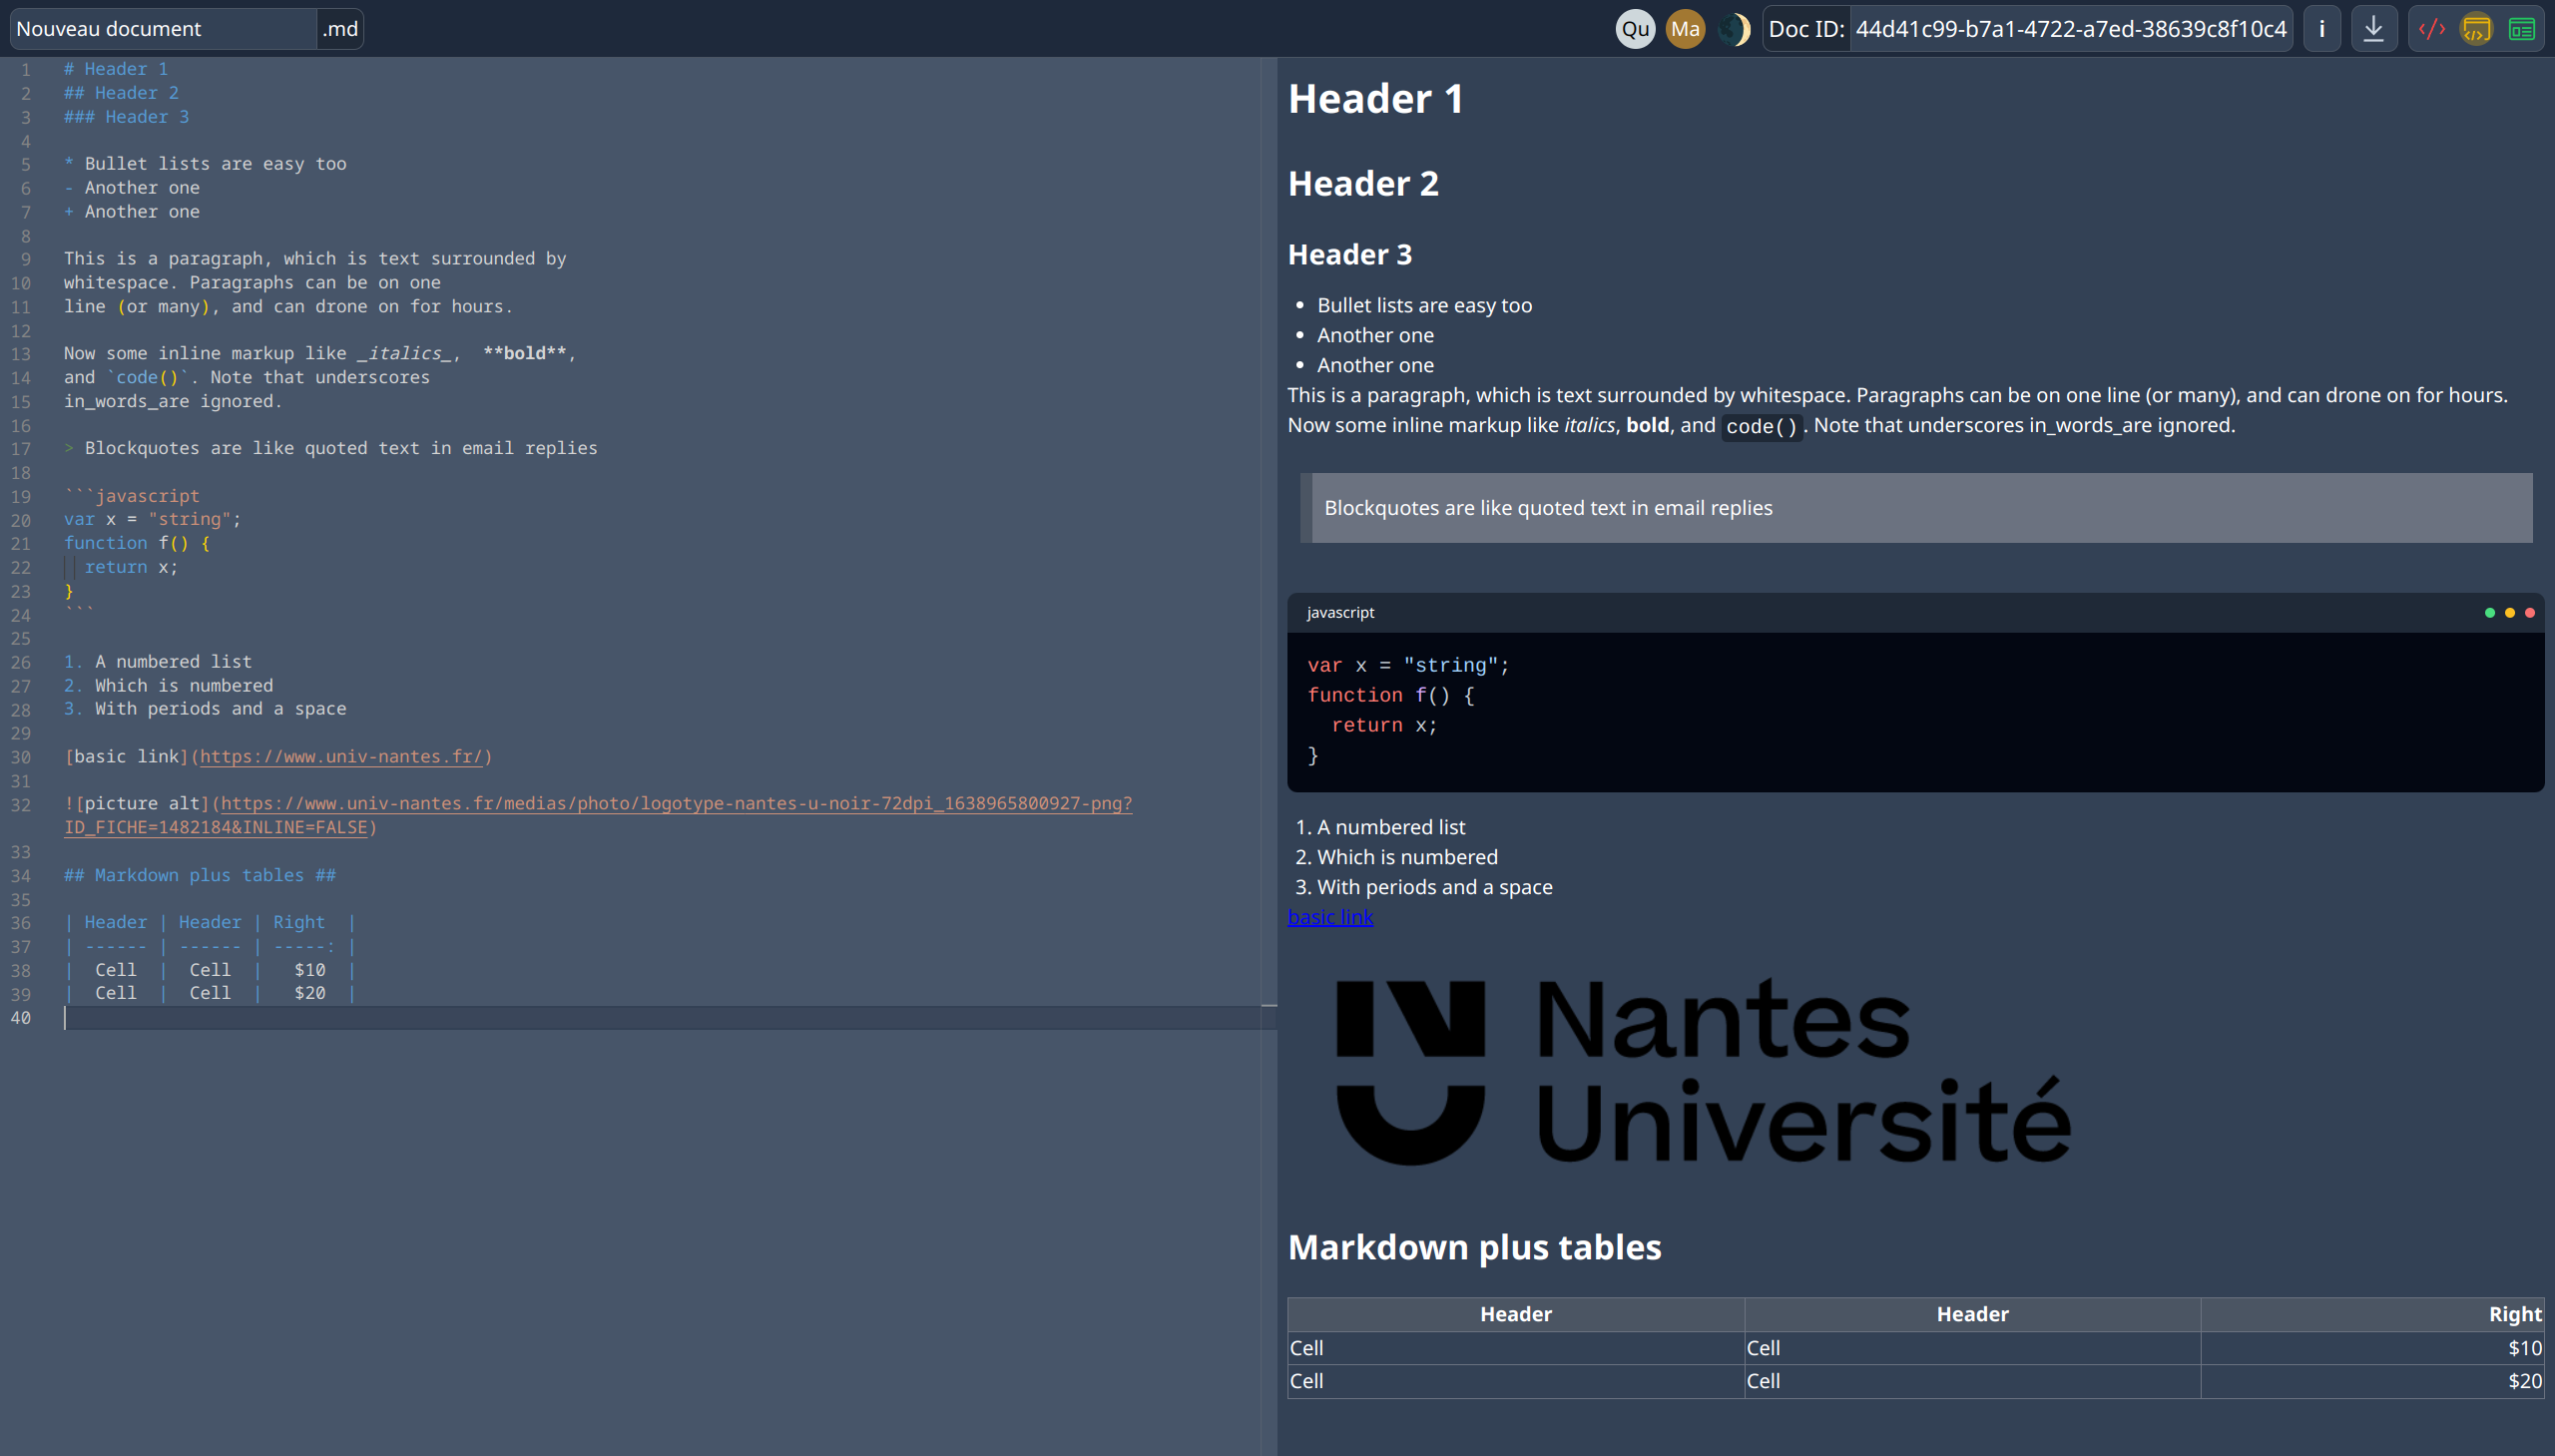 Nouveau document .md Qu Ma Doc ID: 44d41c99-b7a1-4722-a7ed-38639c8f10c4 i </> </>
1 # Header 1
2 ## Header 2
3 ### Header 3
4
5 * Bullet lists are easy too
6 - Another one
7 + Another one
8
9 This is a paragraph, which is text surrounded by
10 whitespace. Paragraphs can be on one
11 line (or many), and can drone on for hours.
12
13 Now some inline markup like _italics_,  **bold**,
14 and `code()`. Note that underscores
15 in_words_are ignored.
16
17 > Blockquotes are like quoted text in email replies
18
19 ```javascript
20 var x = "string";
21 function f() {
22   return x;
23 }
24 ```
25
26 1. A numbered list
27 2. Which is numbered
28 3. With periods and a space
29
30 [basic link](https://www.univ-nantes.fr/)
31
32 ![picture alt](https://www.univ-nantes.fr/medias/photo/logotype-nantes-u-noir-72dpi_1638965800927-png?
ID_FICHE=1482184&INLINE=FALSE)
33
34 ## Markdown plus tables ##
35
36 | Header | Header | Right  |
37 | ------ | ------ | -----: |
38 |  Cell  |  Cell  |   $10  |
39 |  Cell  |  Cell  |   $20  |
40
Header 1
Header 2
Header 3
• Bullet lists are easy too
• Another one
• Another one
This is a paragraph, which is text surrounded by whitespace. Paragraphs can be on one line (or many), and can drone on for hours.
Now some inline markup like italics, bold, and code(). Note that underscores in_words_are ignored.
Blockquotes are like quoted text in email replies
javascript
var x = "string";
function f() {
  return x;
}
1. A numbered list
2. Which is numbered
3. With periods and a space
basic link
Nantes
Université
Markdown plus tables
Header Header Right
Cell Cell $10
Cell Cell $20